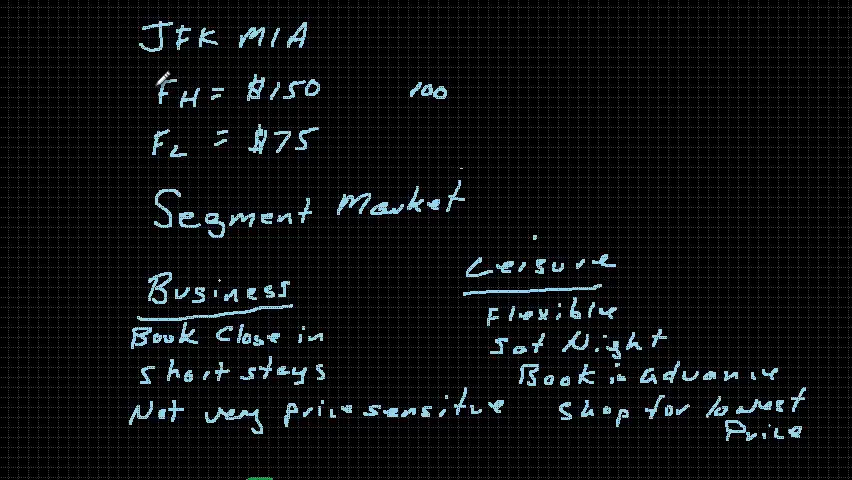 JFK MIA
FH = $150 100
FL = $75
Segment Market
Business
Book Close in
Short stays
Not very price sensitive
Leisure
Flexible
Sat Night
Book in advance
Shop for lowest
Price